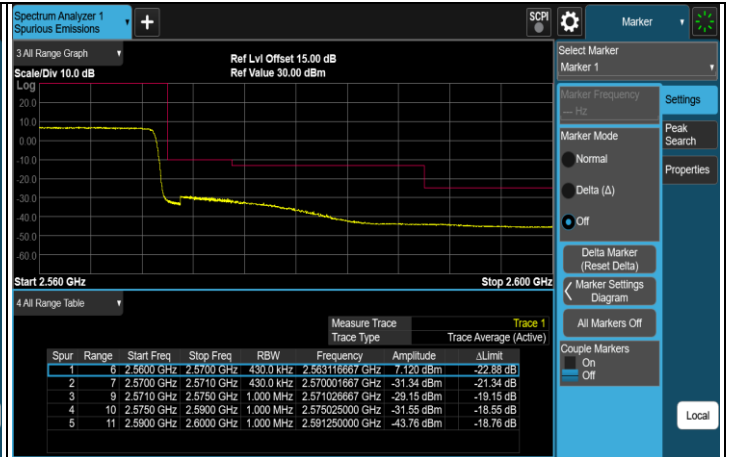 Spectrum Analyzer 1
Spurious Emissions
SCPI
Marker
3 All Range Graph
Ref Lvl Offset 15.00 dB
Scale/Div 10.0 dB
Ref Value 30.00 dBm
Log
20.0
10.0
0.00
-10.0
-20.0
-30.0
-40.0
-50.0
-60.0
Start 2.560 GHz
Stop 2.600 GHz
4 All Range Table
Measure Trace Trace 1
Trace Type Trace Average (Active)
Spur Range Start Freq Stop Freq RBW Frequency Amplitude ΔLimit
1 6 2.5600 GHz 2.5700 GHz 430.0 kHz 2.563116667 GHz 7.120 dBm -22.88 dB
2 7 2.5700 GHz 2.5710 GHz 430.0 kHz 2.570001667 GHz -31.34 dBm -21.34 dB
3 9 2.5710 GHz 2.5750 GHz 1.000 MHz 2.571026667 GHz -29.15 dBm -19.15 dB
4 10 2.5750 GHz 2.5900 GHz 1.000 MHz 2.575025000 GHz -31.55 dBm -18.55 dB
5 11 2.5900 GHz 2.6000 GHz 1.000 MHz 2.591250000 GHz -43.76 dBm -18.76 dB
Select Marker
Marker 1
Marker Frequency
--- Hz
Settings
Marker Mode
Normal
Delta (Δ)
Off
Peak
Search
Properties
Delta Marker
(Reset Delta)
Marker Settings
Diagram
All Markers Off
Couple Markers
On
Off
Local